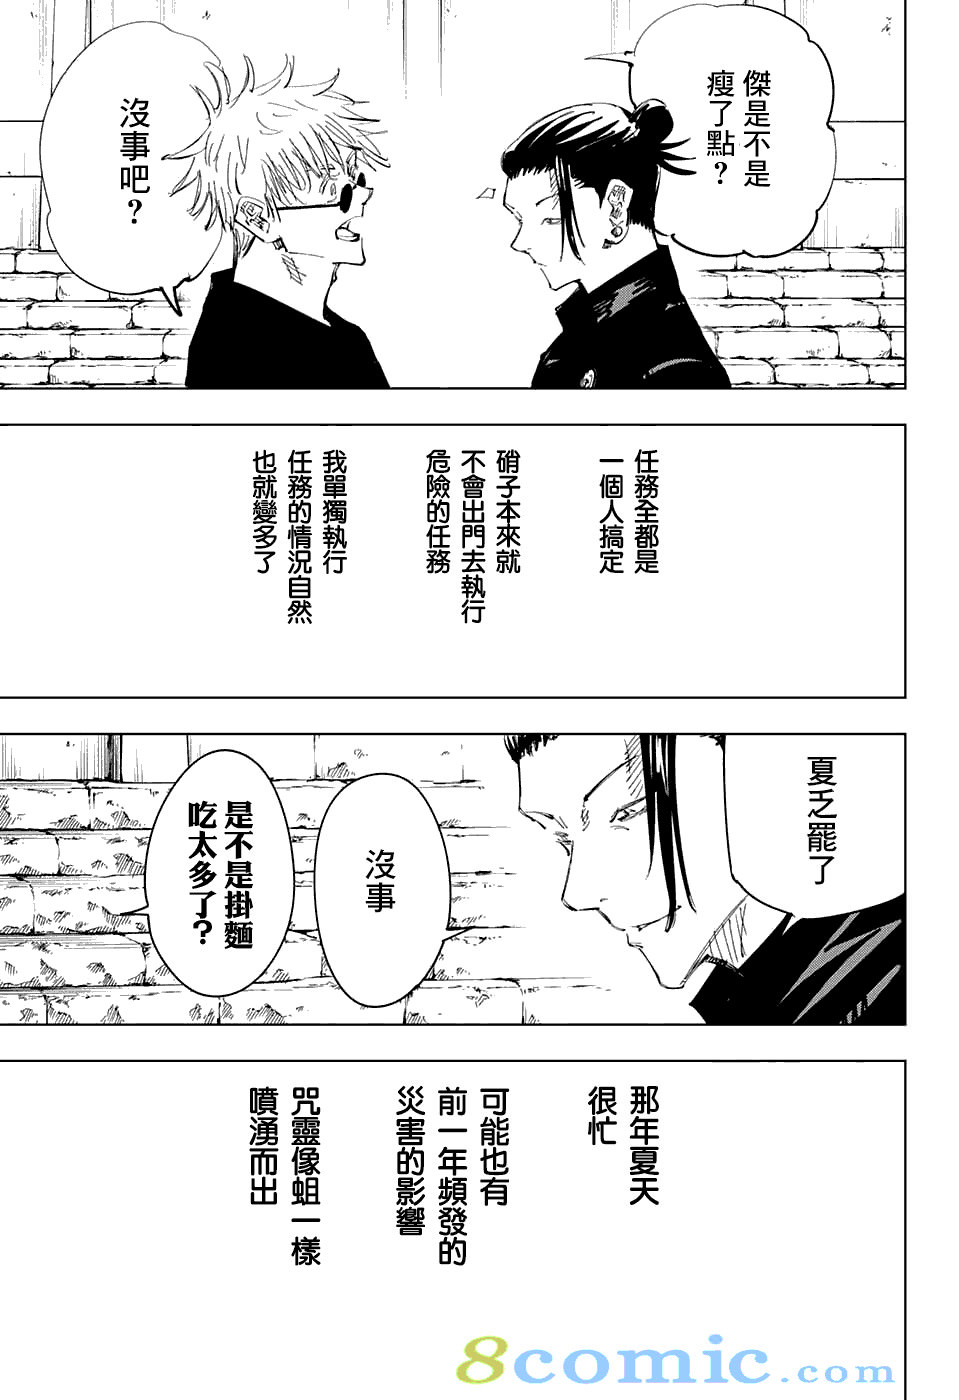 傑是不是
瘦了點?
沒事吧?
任務全都是
一個人搞定
硝子本來就
不會出門去執行
危險的任務
我單獨執行
任務的情況自然
也就變多了
夏乏罷了
沒事
是不是掛麵
吃太多了?
那年夏天
很忙
可能也有
前一年頻發的
災害的影響
咒靈像蛆一樣
噴湧而出
8comic.com